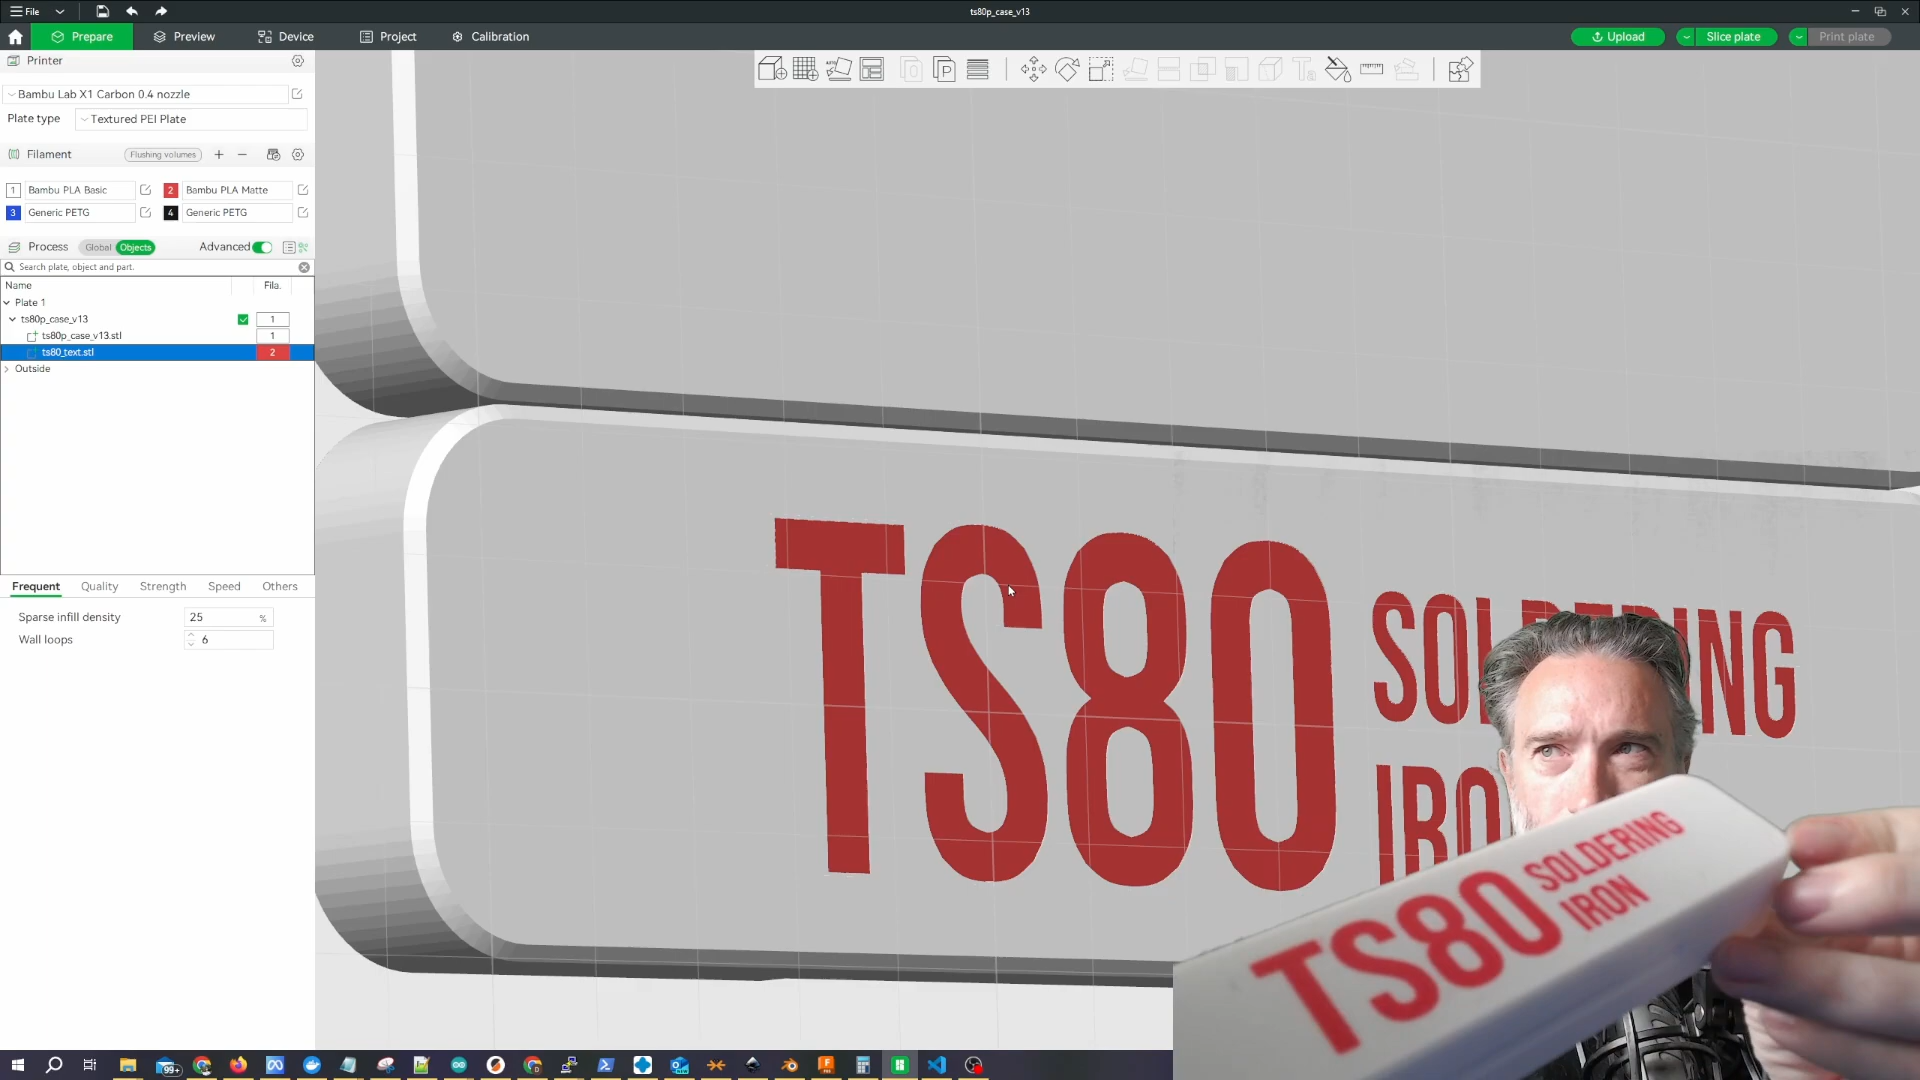 File
ts80p_case_v13
Prepare
Preview
Device
Project
Calibration
Upload
Slice plate
Print plate
Printer
Bambu Lab X1 Carbon 0.4 nozzle
Plate type
Textured PEI Plate
Filament
Flushing volumes
1 Bambu PLA Basic
2 Bambu PLA Matte
3 Generic PETG
4 Generic PETG
Process
Global
Objects
Advanced
Search plate, object and part.
Name
Fila.
Plate 1
ts80p_case_v13
1
ts80p_case_v13.stl
1
ts80_text.stl
2
Outside
Frequent
Quality
Strength
Speed
Others
Sparse infill density
25 %
Wall loops
6
TS80
SOLDERING
IRON
TS80
SOLDERING
IRON
99+